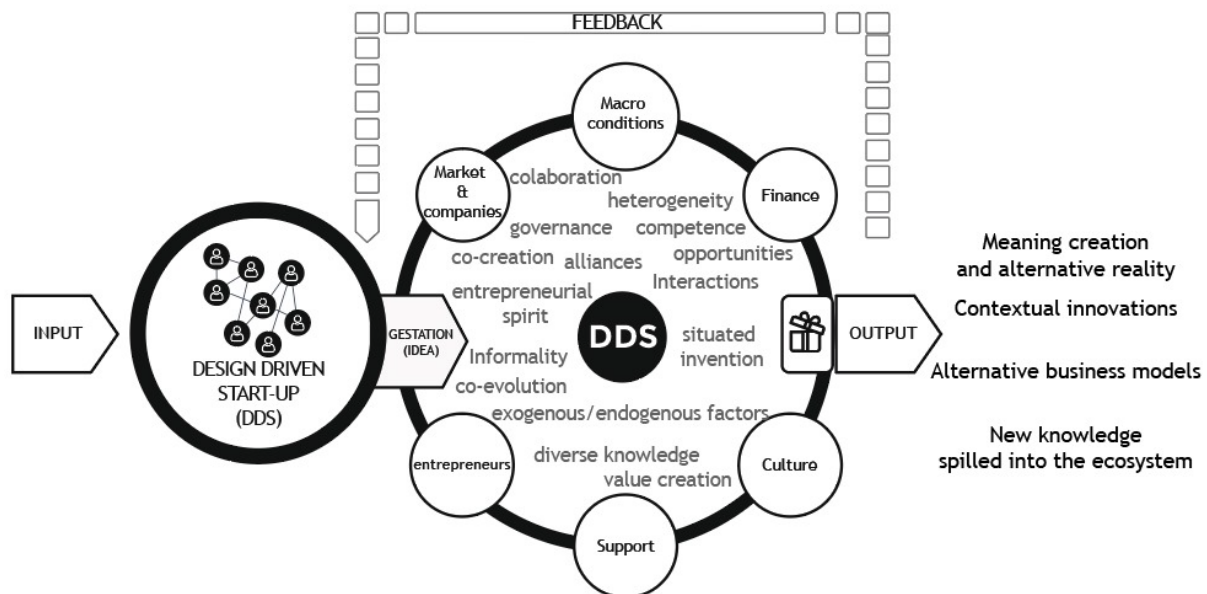 FEEDBACK
Macro
conditions
Market
&
companies
Finance
colaboration
heterogeneity
governance
competence
co-creation
alliances
opportunities
Interactions
entrepreneurial
spirit
DDS
situated
invention
Informality
co-evolution
exogenous/endogenous factors
diverse knowledge
value creation
entrepreneurs
Culture
Support
INPUT
DESIGN DRIVEN
START-UP
(DDS)
GESTATION
(IDEA)
OUTPUT
Meaning creation
and alternative reality
Contextual innovations
Alternative business models
New knowledge
spilled into the ecosystem